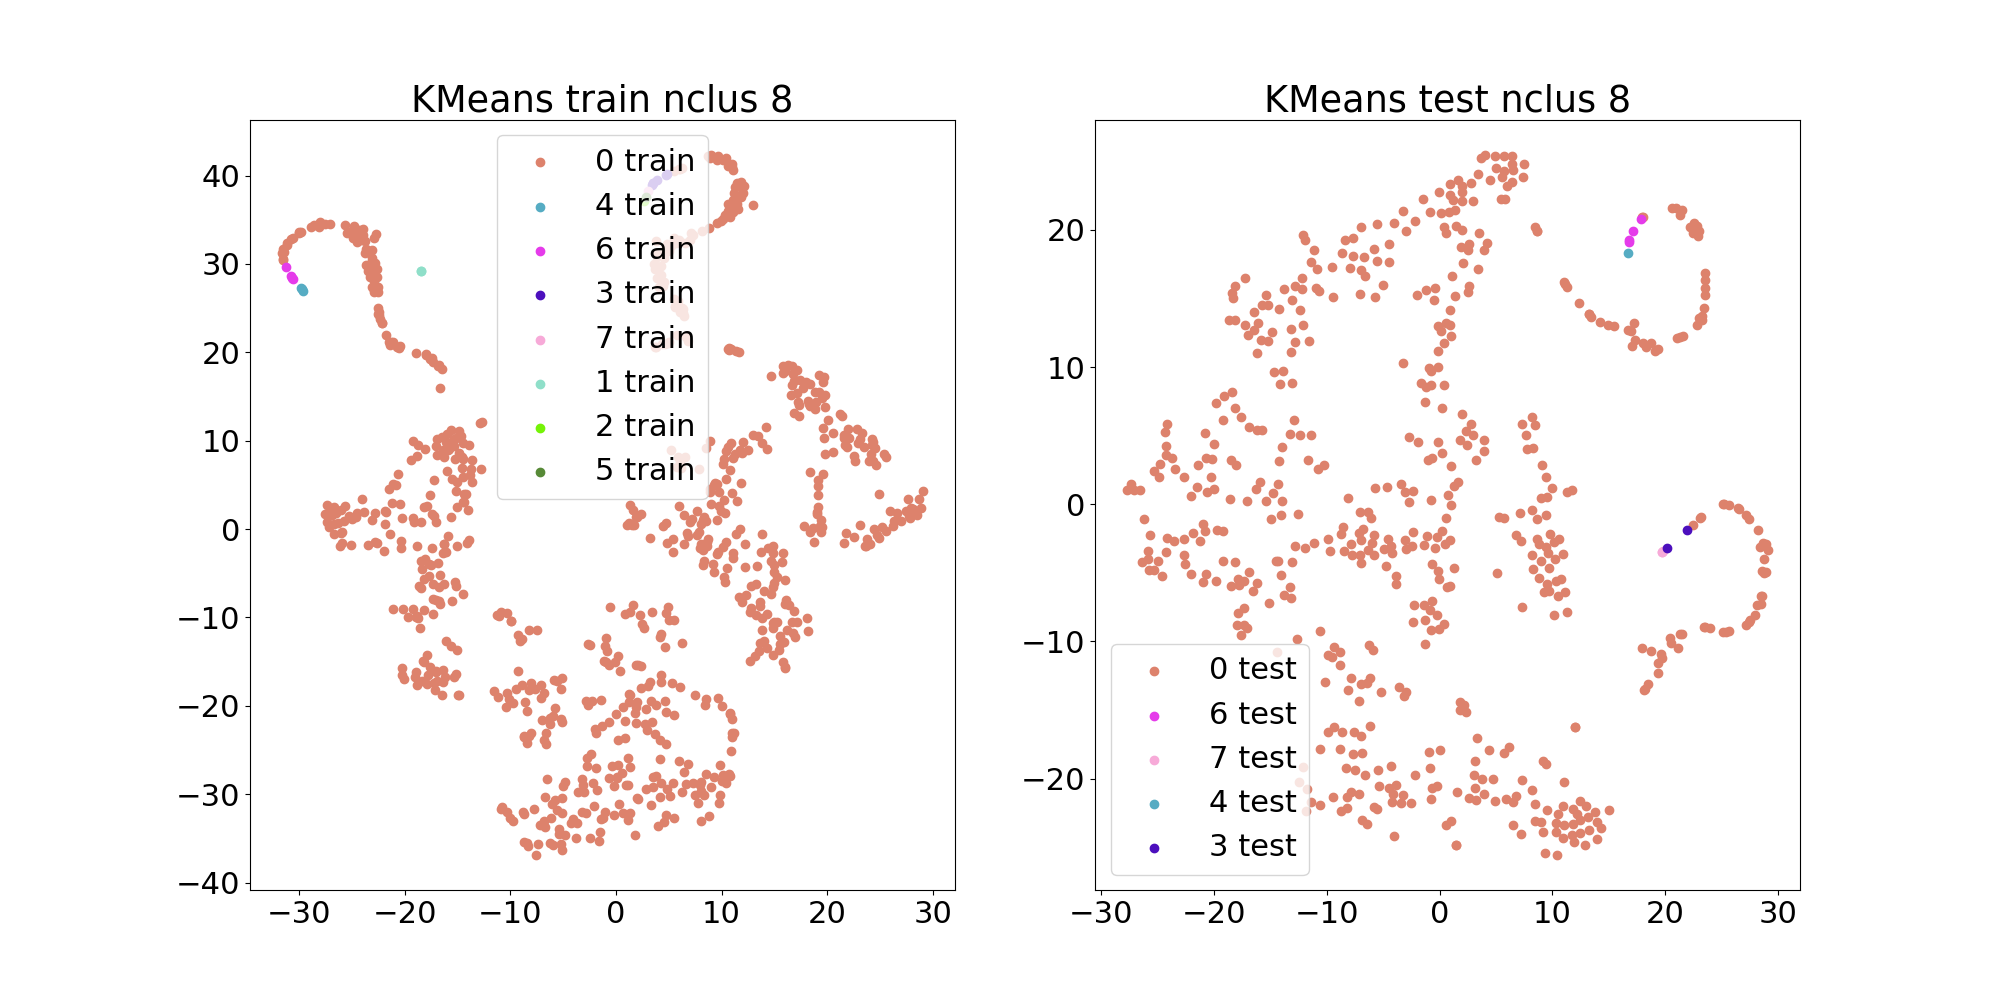 KMeans train nclus 8
40
30
20
10
0
−10
−20
−30
−40
−30
−20
−10
0
10
20
30
0 train
4 train
6 train
3 train
7 train
1 train
2 train
5 train
KMeans test nclus 8
20
10
0
−10
−20
−30
−20
−10
0
10
20
30
0 test
6 test
7 test
4 test
3 test